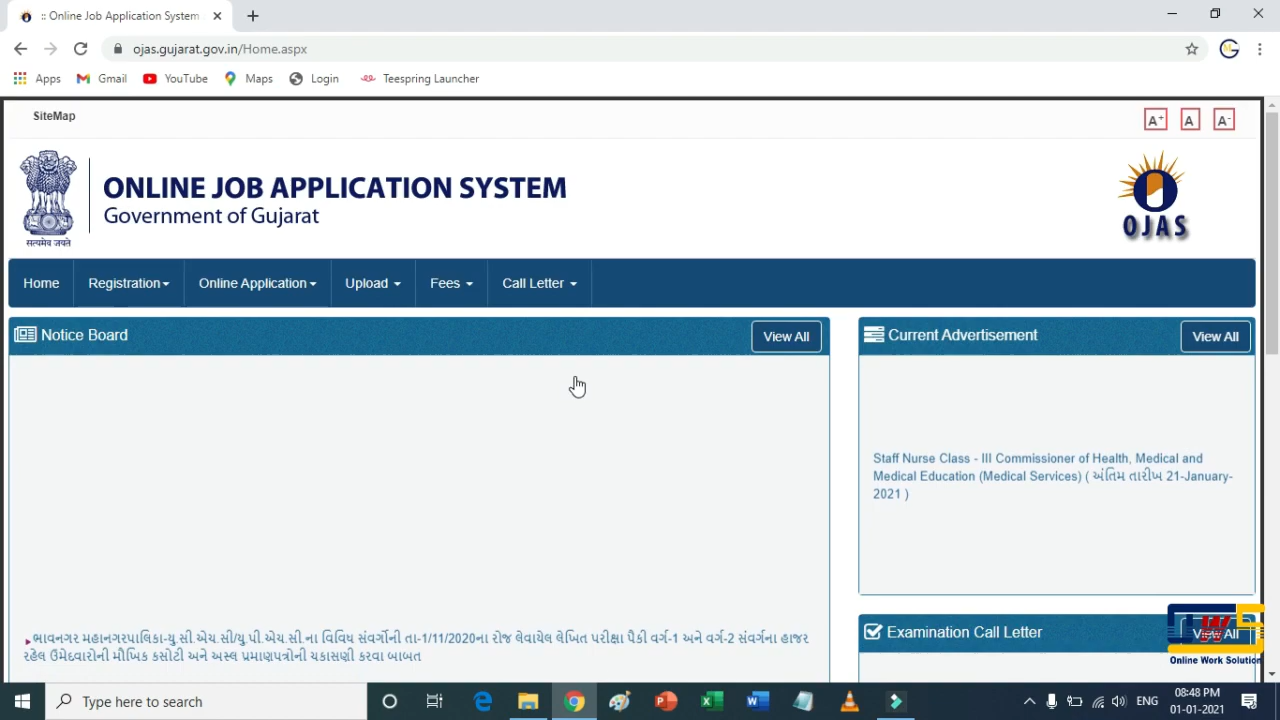 :: Online Job Application System
ojas.gujarat.gov.in/Home.aspx
Apps Gmail YouTube Maps Login Teespring Launcher
SiteMap
A+ A A-
सत्यमेव जयते
ONLINE JOB APPLICATION SYSTEM
Government of Gujarat
OJAS
Home Registration Online Application Upload Fees Call Letter
Notice Board View All
Current Advertisement View All
Staff Nurse Class - III Commissioner of Health, Medical and
Medical Education (Medical Services) ( અંતિમ તારીખ 21-January-
2021 )
Examination Call Letter View All
ભાવનગર મહાનગરપાલિકા-યુ.સી.એચ.સી/યુ.પી.એચ.સી.ના વિવિધ સંવર્ગોની તા-1/11/2020ના રોજ લેવાયેલ લેખિત પરીક્ષા પૈકી વર્ગ-1 અને વર્ગ-2 સંવર્ગના હાજર
રહેલ ઉમેદવારોની મૌખિક કસોટી અને અસ્લ પ્રમાણપત્રોની ચકાસણી કરવા બાબત
Online Work Solution
Type here to search
ENG
08:48 PM
01-01-2021